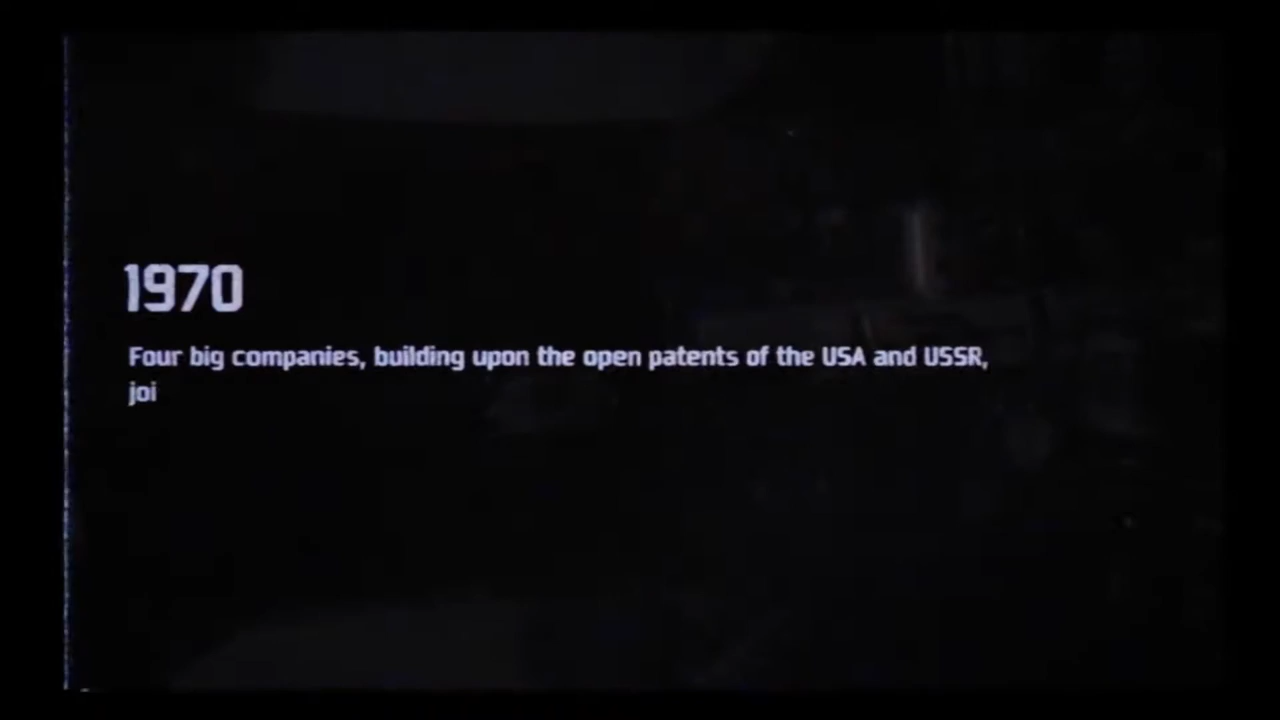 1970
Four big companies, building upon the open patents of the USA and USSR,
joi